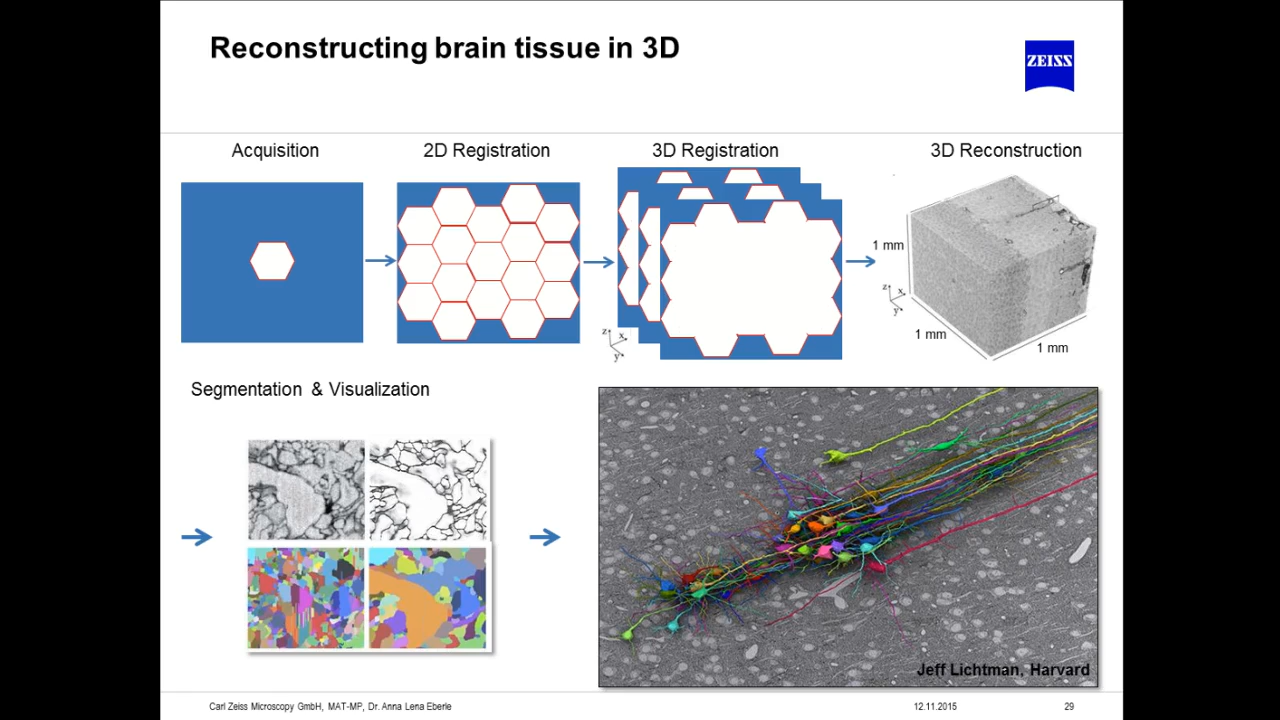 Reconstructing brain tissue in 3D
ZEISS
Acquisition
2D Registration
3D Registration
3D Reconstruction
1 mm
z
x
y
1 mm
1 mm
z
x
y
Segmentation & Visualization
Jeff Lichtman, Harvard
Carl Zeiss Microscopy GmbH, MAT-MP, Dr. Anna Lena Eberle
12.11.2015
29